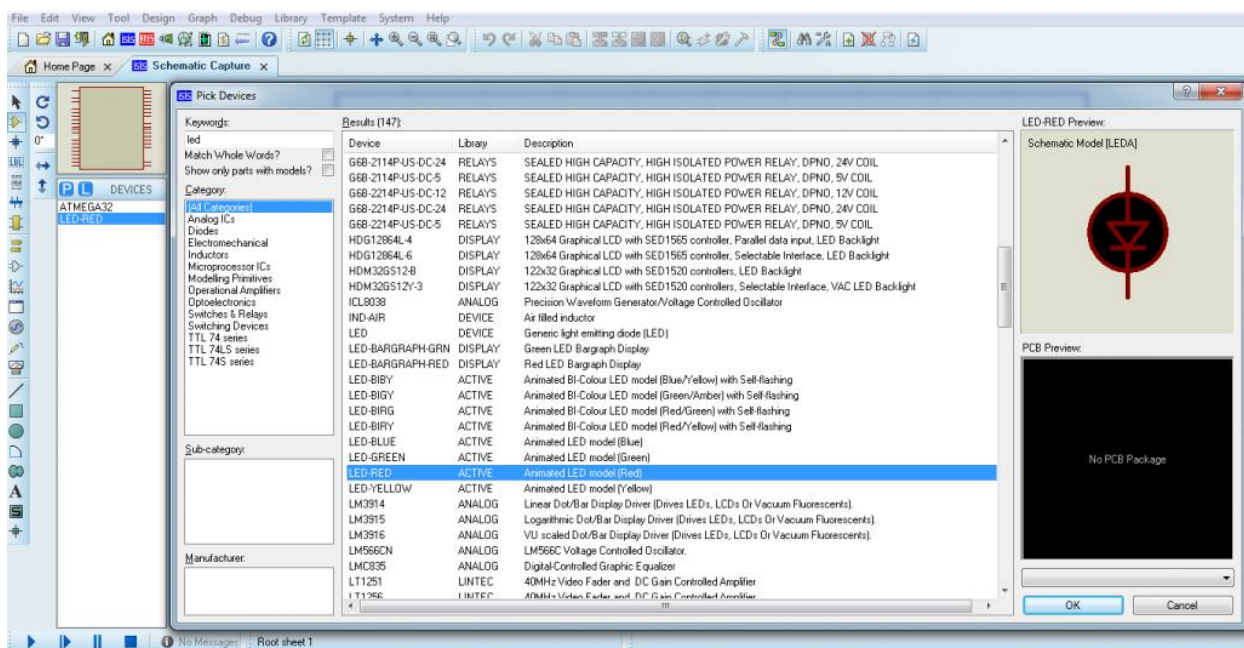 File Edit View Tool Design Graph Debug Library Template System Help
Home Page x ISIS Schematic Capture x
ISIS Pick Devices
Keywords:
led
Match Whole Words?
Show only parts with models?
Category:
(All Categories)
Analog ICs
Diodes
Electromechanical
Inductors
Microprocessor ICs
Modelling Primitives
Operational Amplifiers
Optoelectronics
Switches & Relays
Switching Devices
TTL 74 series
TTL 74LS series
TTL 74S series
Sub-category:
Manufacturer:
0°
P L DEVICES
ATMEGA32
LED-RED
Results (147):
Device Library Description
G6B-2114P-US-DC-24 RELAYS SEALED HIGH CAPACITY, HIGH ISOLATED POWER RELAY, DPNO, 24V COIL
G6B-2114P-US-DC-5 RELAYS SEALED HIGH CAPACITY, HIGH ISOLATED POWER RELAY, DPNO, 5V COIL
G6B-2214P-US-DC-12 RELAYS SEALED HIGH CAPACITY, HIGH ISOLATED POWER RELAY, DPNO, 12V COIL
G6B-2214P-US-DC-24 RELAYS SEALED HIGH CAPACITY, HIGH ISOLATED POWER RELAY, DPNO, 24V COIL
G6B-2214P-US-DC-5 RELAYS SEALED HIGH CAPACITY, HIGH ISOLATED POWER RELAY, DPNO, 5V COIL
HDG12864L-4 DISPLAY 128x64 Graphical LCD with SED1565 controller, Parallel data input, LED Backlight
HDG12864L-6 DISPLAY 128x64 Graphical LCD with SED1565 controller, Selectable Interface, LED Backlight
HDM32GS12-B DISPLAY 122x32 Graphical LCD with SED1520 controllers, LED Backlight
HDM32GS12Y-3 DISPLAY 122x32 Graphical LCD with SED1520 controllers, Selectable Interface, VAC LED Backlight
ICL8038 ANALOG Precision Waveform Generator/Voltage Controlled Oscillator
IND-AIR DEVICE Air filled inductor
LED DEVICE Generic light emitting diode (LED)
LED-BARGRAPH-GRN DISPLAY Green LED Bargraph Display
LED-BARGRAPH-RED DISPLAY Red LED Bargraph Display
LED-BIBY ACTIVE Animated BI-Colour LED model (Blue/Yellow) with Self-flashing
LED-BIGY ACTIVE Animated BI-Colour LED model (Green/Amber) with Self-flashing
LED-BIRG ACTIVE Animated BI-Colour LED model (Red/Green) with Self-flashing
LED-BIRY ACTIVE Animated BI-Colour LED model (Red/Yellow) with Self-flashing
LED-BLUE ACTIVE Animated LED model (Blue)
LED-GREEN ACTIVE Animated LED model (Green)
LED-RED ACTIVE Animated LED model (Red)
LED-YELLOW ACTIVE Animated LED model (Yellow)
LM3914 ANALOG Linear Dot/Bar Display Driver (Drives LEDs, LCDs Or Vacuum Fluorescents).
LM3915 ANALOG Logarithmic Dot/Bar Display Driver (Drives LEDs, LCDs Or Vacuum Fluorescents).
LM3916 ANALOG VU scaled Dot/Bar Display Driver (Drives LEDs, LCDs Or Vacuum Fluorescents).
LM566CN ANALOG LM566C Voltage Controlled Oscillator.
LMC835 ANALOG Digital-Controlled Graphic Equalizer
LT1251 LINTEC 40MHz Video Fader and DC Gain Controlled Amplifier
LT1256 LINTEC 40MHz Video Fader and DC Gain Controlled Amplifier
LED-RED Preview:
Schematic Model [LEDA]
PCB Preview:
No PCB Package
OK Cancel
No Messages Root sheet 1